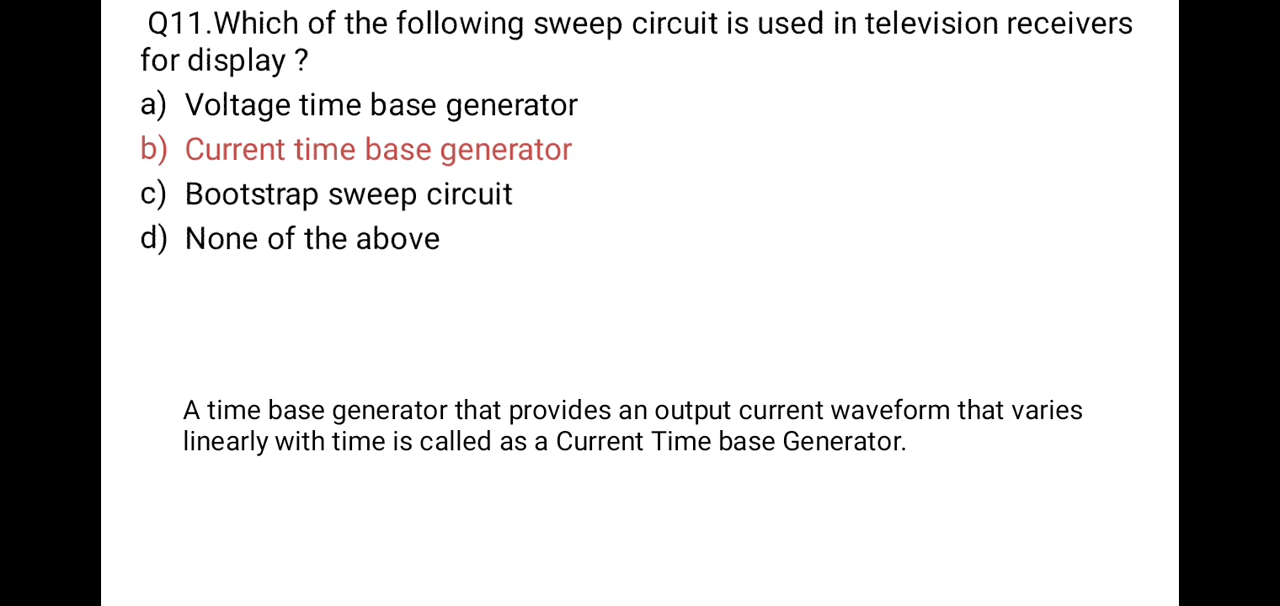 Q11.Which of the following sweep circuit is used in television receivers
for display ?
a) Voltage time base generator
b) Current time base generator
c) Bootstrap sweep circuit
d) None of the above
A time base generator that provides an output current waveform that varies
linearly with time is called as a Current Time base Generator.